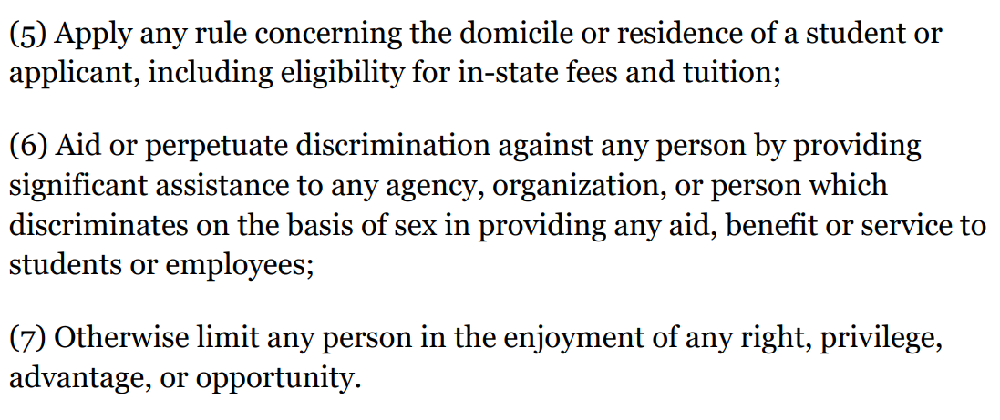 (5) Apply any rule concerning the domicile or residence of a student or
applicant, including eligibility for in-state fees and tuition;
(6) Aid or perpetuate discrimination against any person by providing
significant assistance to any agency, organization, or person which
discriminates on the basis of sex in providing any aid, benefit or service to
students or employees;
(7) Otherwise limit any person in the enjoyment of any right, privilege,
advantage, or opportunity.